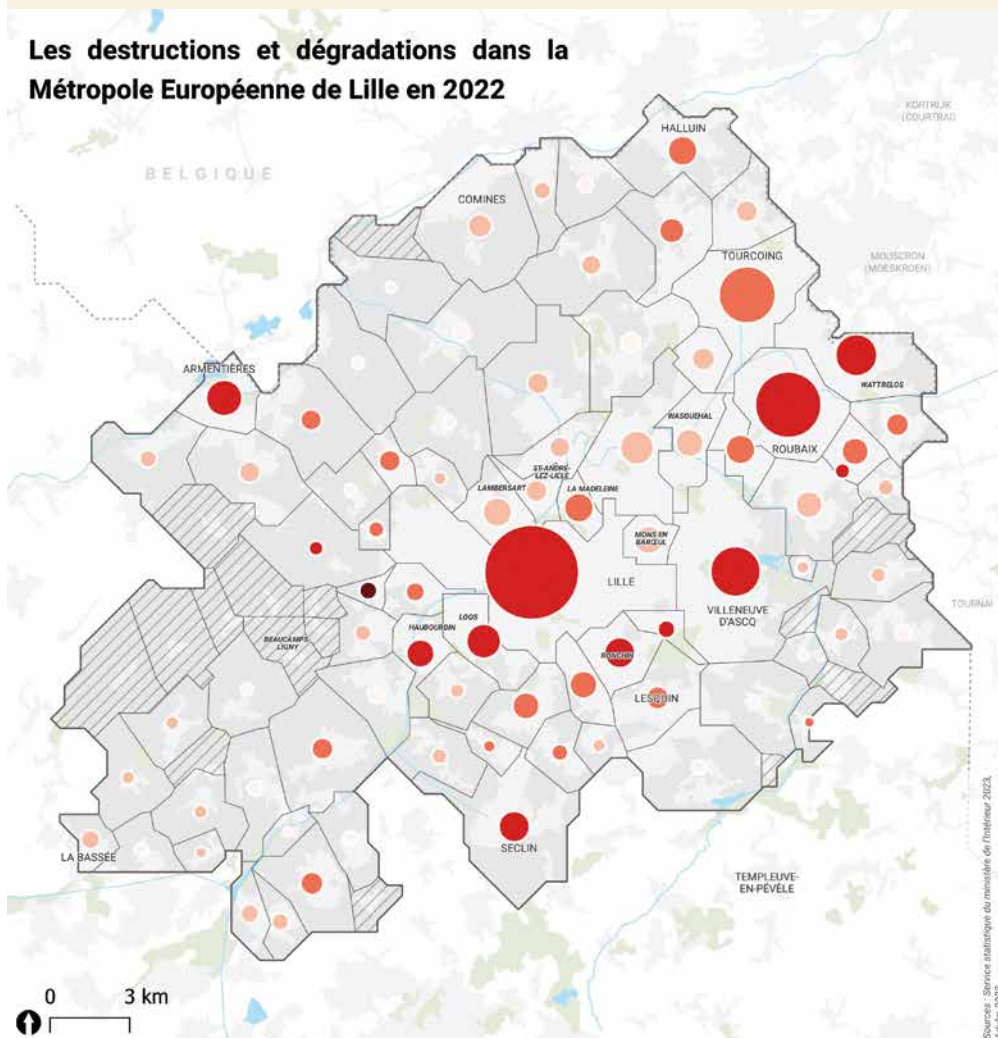 Les destructions et dégradations dans la
Métropole Européenne de Lille en 2022
KORTRIJK
(COURTRAI)
HALLUIN
BELGIQUE
COMINES
TOURCOING
MOUSCRON
(MOESKROEN)
ARMENTIÈRES
WATTRELOS
WASQUEHAL
ROUBAIX
ST-ANDRE-
LEZ-LILLE
LAMBERSART
LA MADELEINE
MONS EN
BARŒUL
LILLE
TOURNAI
VILLENEUVE
D'ASCQ
LOOS
HAUBOURDIN
BEAUCAMPS-
LIGNY
RONCHIN
LESQUIN
LA BASSÉE
SECLIN
TEMPLEUVE-
EN-PÉVÈLE
0 3 km
Sources : Service statistique du ministère de l'Intérieur 2023,